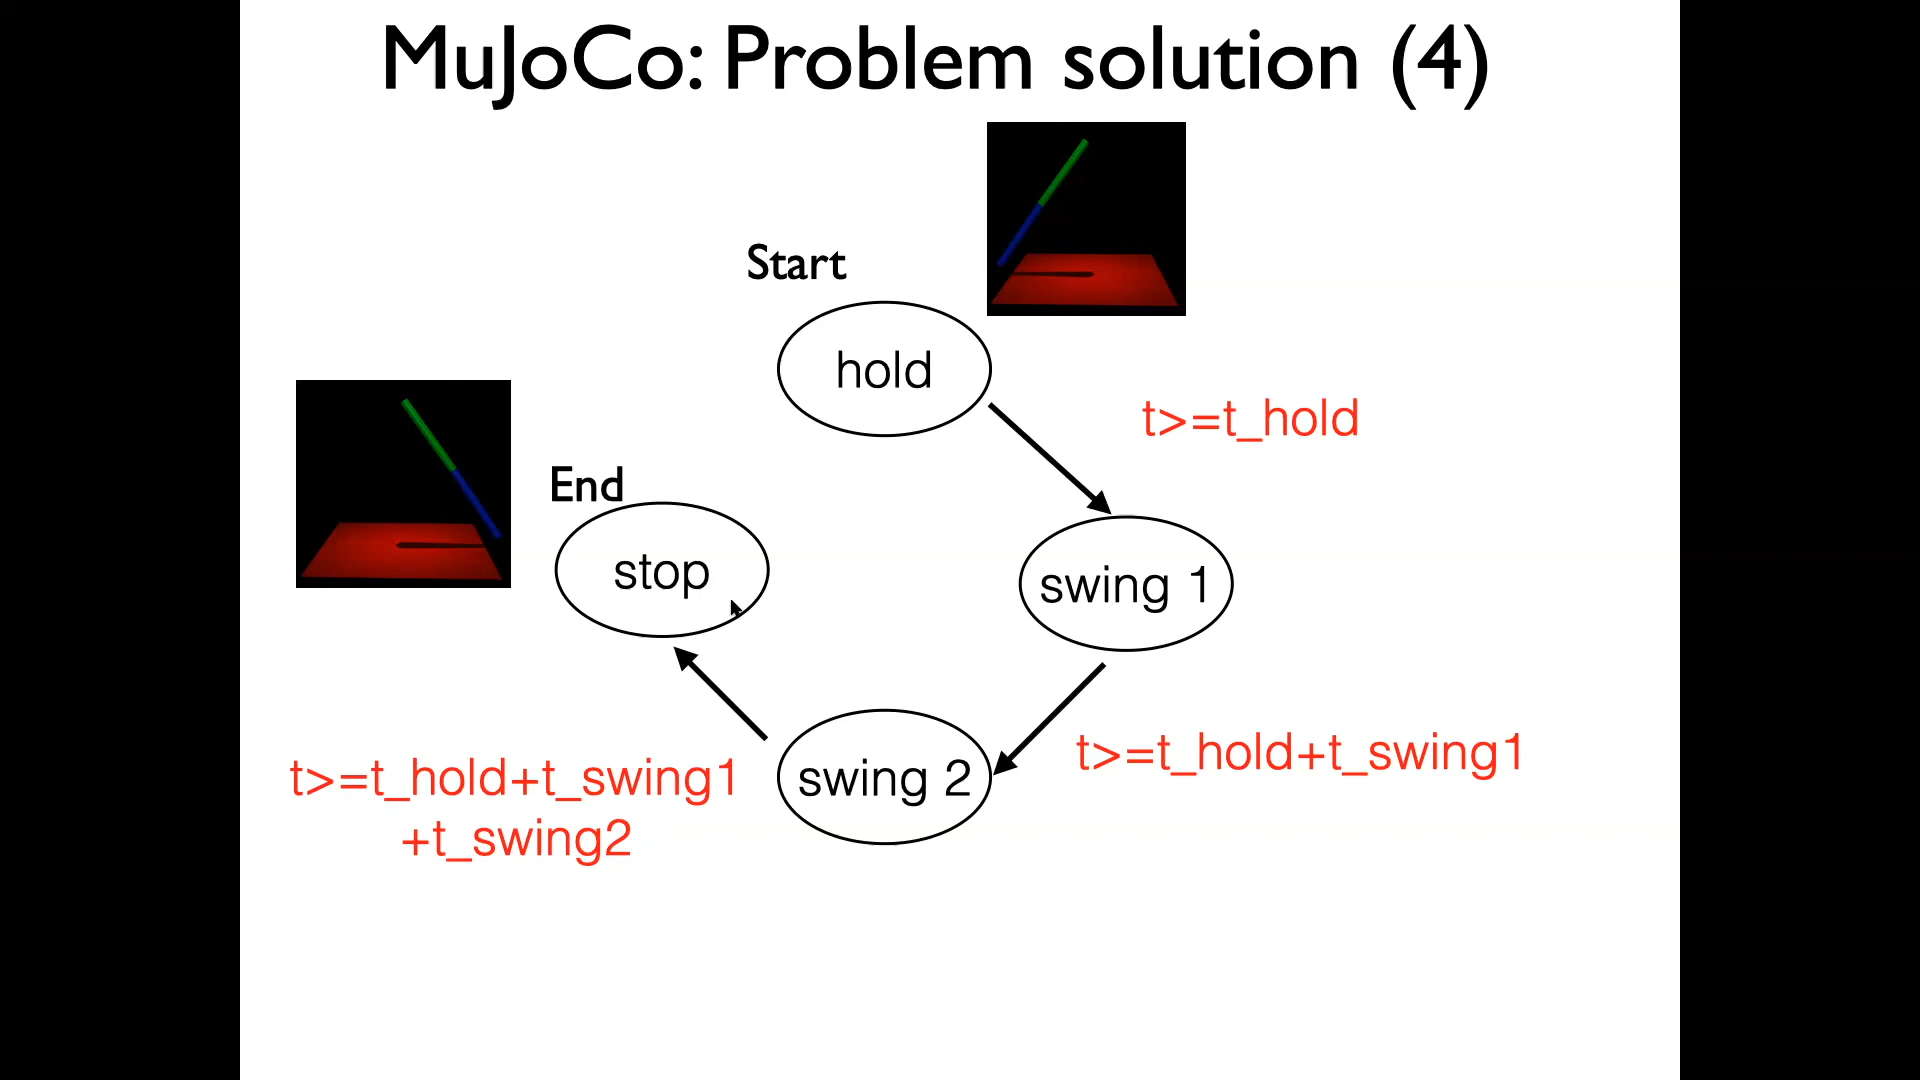 MuJoCo: Problem solution (4)
Start
hold
t>=t_hold
End
stop
swing 1
t>=t_hold+t_swing1
swing 2
t>=t_hold+t_swing1
+t_swing2